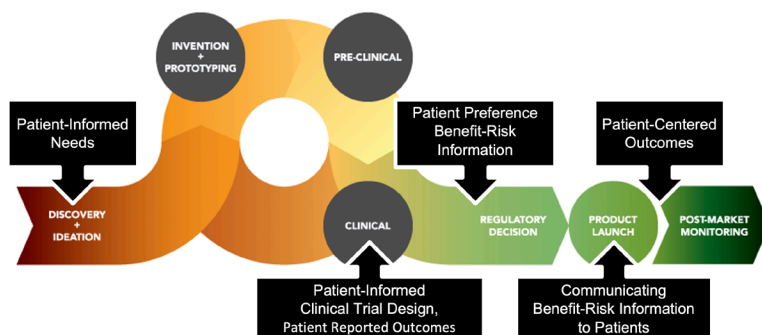 INVENTION
+
PROTOTYPING
PRE-CLINICAL
Patient-Informed
Needs
Patient Preference
Benefit-Risk
Information
Patient-Centered
Outcomes
DISCOVERY
+
IDEATION
CLINICAL
REGULATORY
DECISION
PRODUCT
LAUNCH
POST-MARKET
MONITORING
Patient-Informed
Clinical Trial Design,
Patient Reported Outcomes
Communicating
Benefit-Risk Information
to Patients